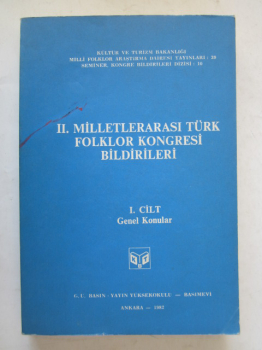 KÜLTÜR VE TURİZM BAKANLIĞI
MİLLİ FOLKLOR ARAŞTIRMA DAİRESİ YAYINLARI : 38
SEMİNER, KONGRE BİLDİRİLERİ DİZİSİ : 10
II. MİLLETLERARASI TÜRK
FOLKLOR KONGRESİ
BİLDİRİLERİ
I. CİLT
Genel Konular
G. Ü. BASIN - YAYIN YÜKSEKOKULU — BASIMEVİ
ANKARA — 1982